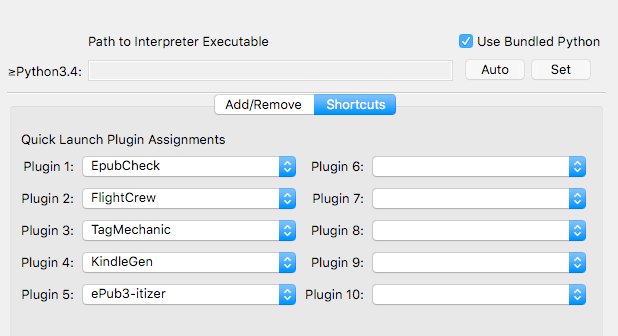 Path to Interpreter Executable
Use Bundled Python
≥Python3.4:
Auto
Set
Add/Remove
Shortcuts
Quick Launch Plugin Assignments
Plugin 1: EpubCheck
Plugin 6:
Plugin 2: FlightCrew
Plugin 7:
Plugin 3: TagMechanic
Plugin 8:
Plugin 4: KindleGen
Plugin 9:
Plugin 5: ePub3-itizer
Plugin 10: